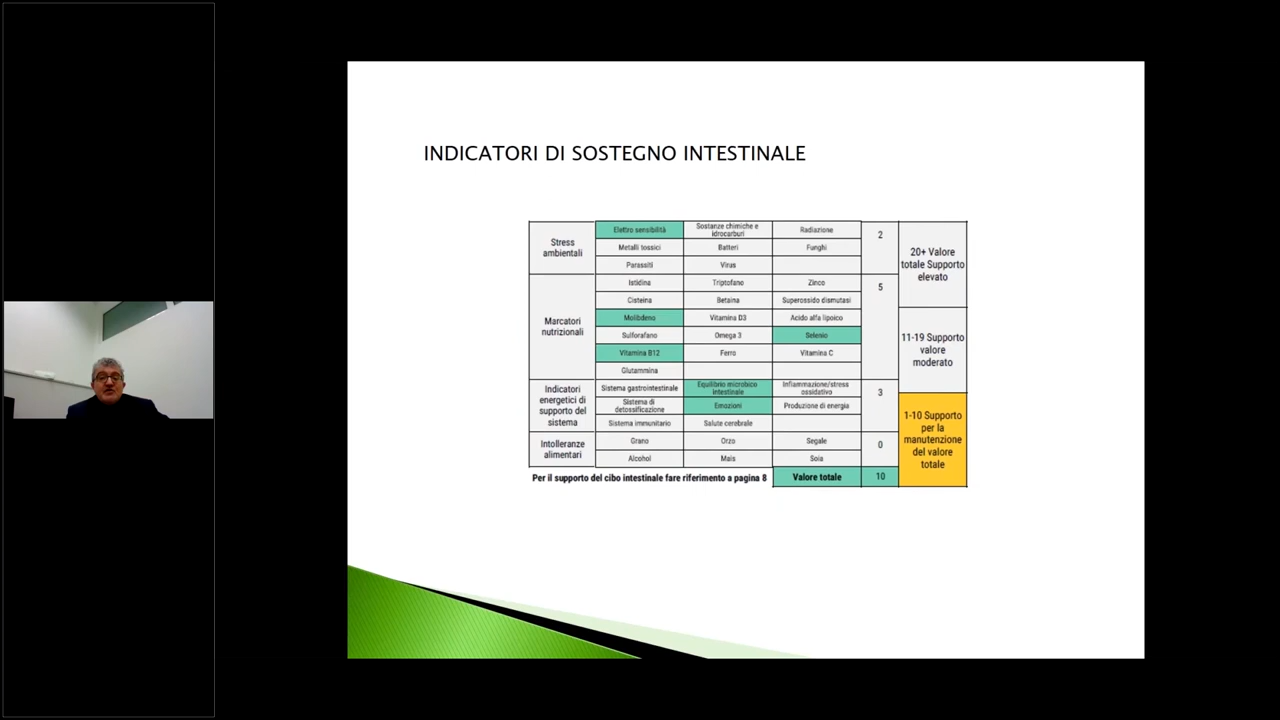 INDICATORI DI SOSTEGNO INTESTINALE
Stress
ambientali
Elettro sensibilità
Sostanze chimiche e
idrocarburi
Radiazione
2
Metalli tossici
Batteri
Funghi
Parassiti
Virus
Marcatori
nutrizionali
Istidina
Triptofano
Zinco
5
Cisteina
Betaina
Superossido dismutasi
Molibdeno
Vitamina D3
Acido alfa lipoico
Sulforafano
Omega 3
Selenio
Vitamina B12
Ferro
Vitamina C
Glutammina
Indicatori
energetici di
supporto del
sistema
Sistema gastrointestinale
Equilibrio microbico
intestinale
Infiammazione/stress
ossidativo
3
Sistema di
detossificazione
Emozioni
Produzione di energia
Sistema immunitario
Salute cerebrale
Intolleranze
alimentari
Grano
Orzo
Segale
0
Alcohol
Mais
Soia
Per il supporto del cibo intestinale fare riferimento a pagina 8
Valore totale
10
20+ Valore
totale Supporto
elevato
11-19 Supporto
valore
moderato
1-10 Supporto
per la
manutenzione
del valore
totale